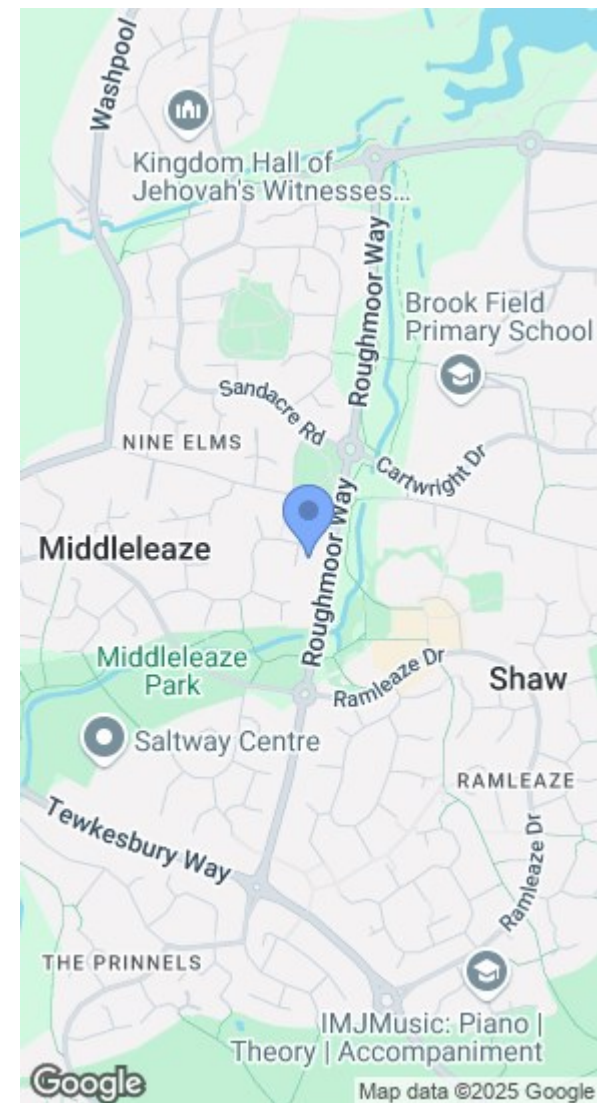 Washpool
Kingdom Hall of
Jehovah's Witnesses...
Roughmoor Way
Brook Field
Primary School
Sandacre Rd
NINE ELMS
Cartwright Dr
Middleleaze
Roughmoor Way
Middleleaze
Park
Ramleaze Dr
Shaw
Saltway Centre
RAMLEAZE
Tewkesbury Way
Ramleaze Dr
THE PRINNELS
IMJMusic: Piano |
Theory | Accompaniment
Google
Map data ©2025 Google